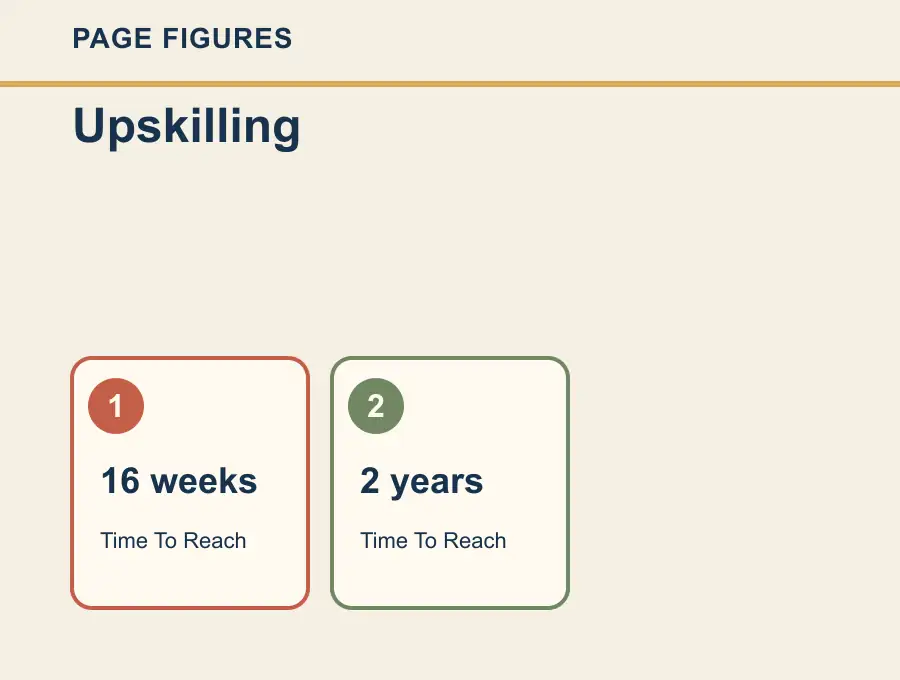 PAGE FIGURES
Upskilling
1
16 weeks
Time To Reach
2
2 years
Time To Reach